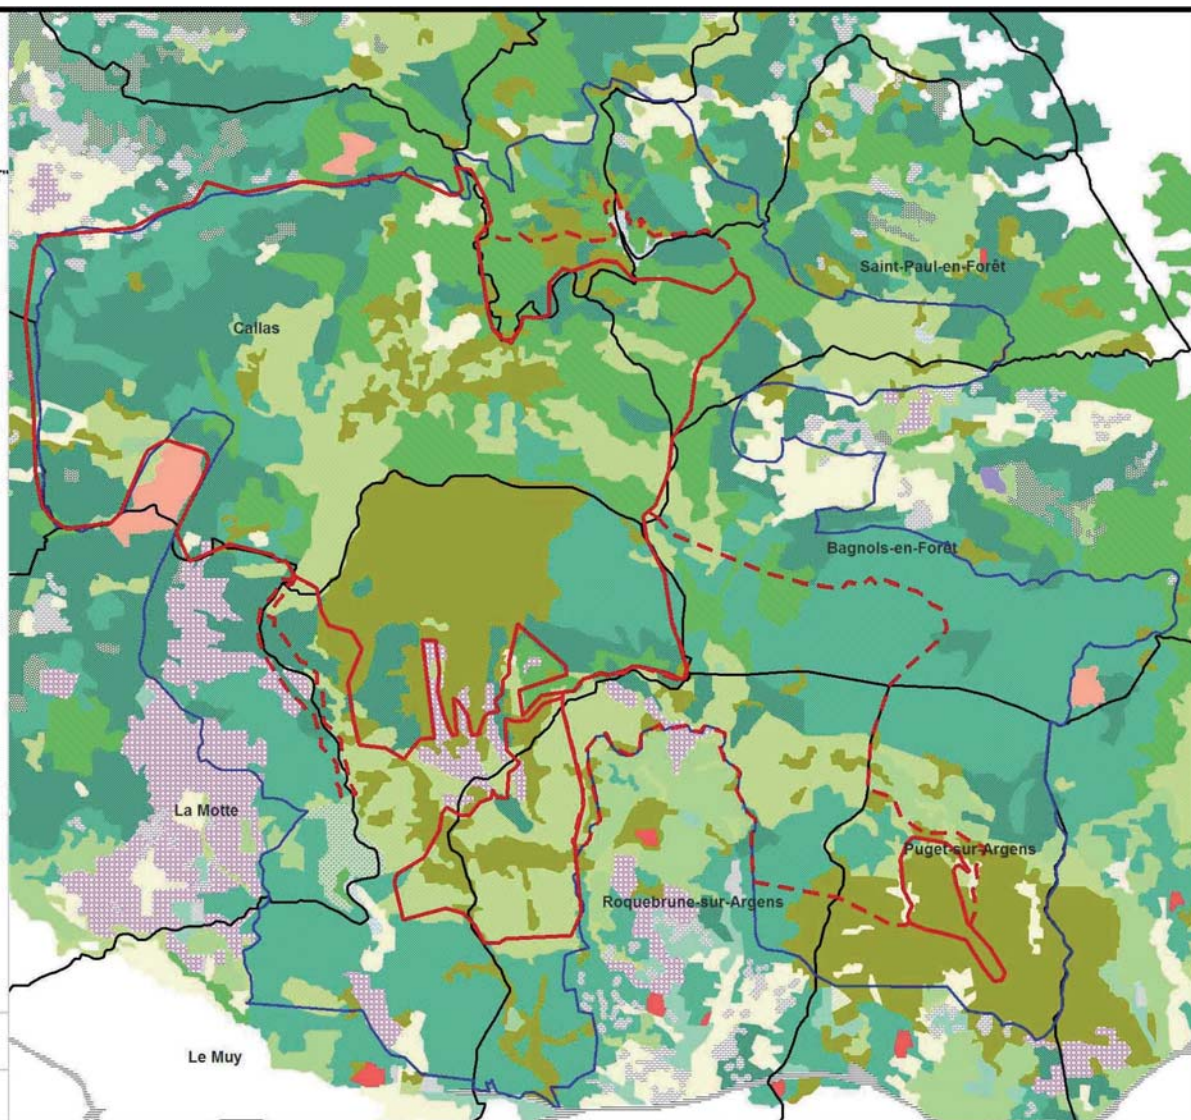 Saint-Paul-en-Forêt
Callas
Bagnols-en-Forêt
La Motte
Puget-sur-Argens
Roquebrune-sur-Argens
Le Muy